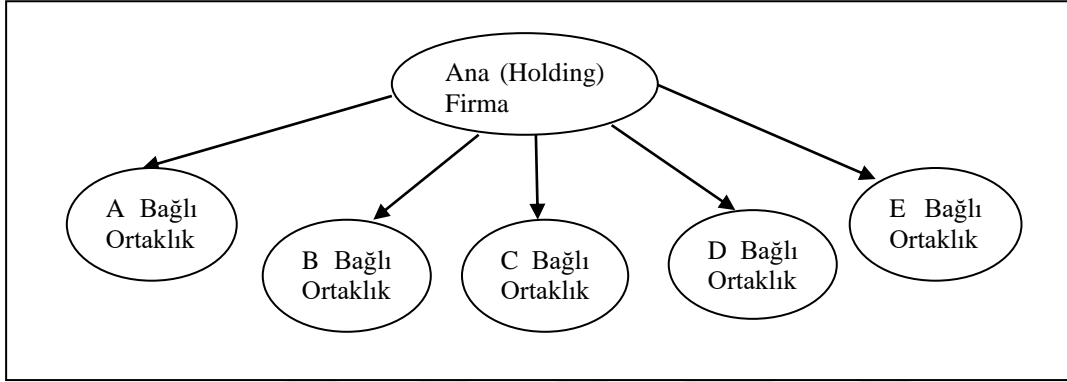 Ana (Holding)
Firma
A Bağlı
Ortaklık
B Bağlı
Ortaklık
C Bağlı
Ortaklık
D Bağlı
Ortaklık
E Bağlı
Ortaklık